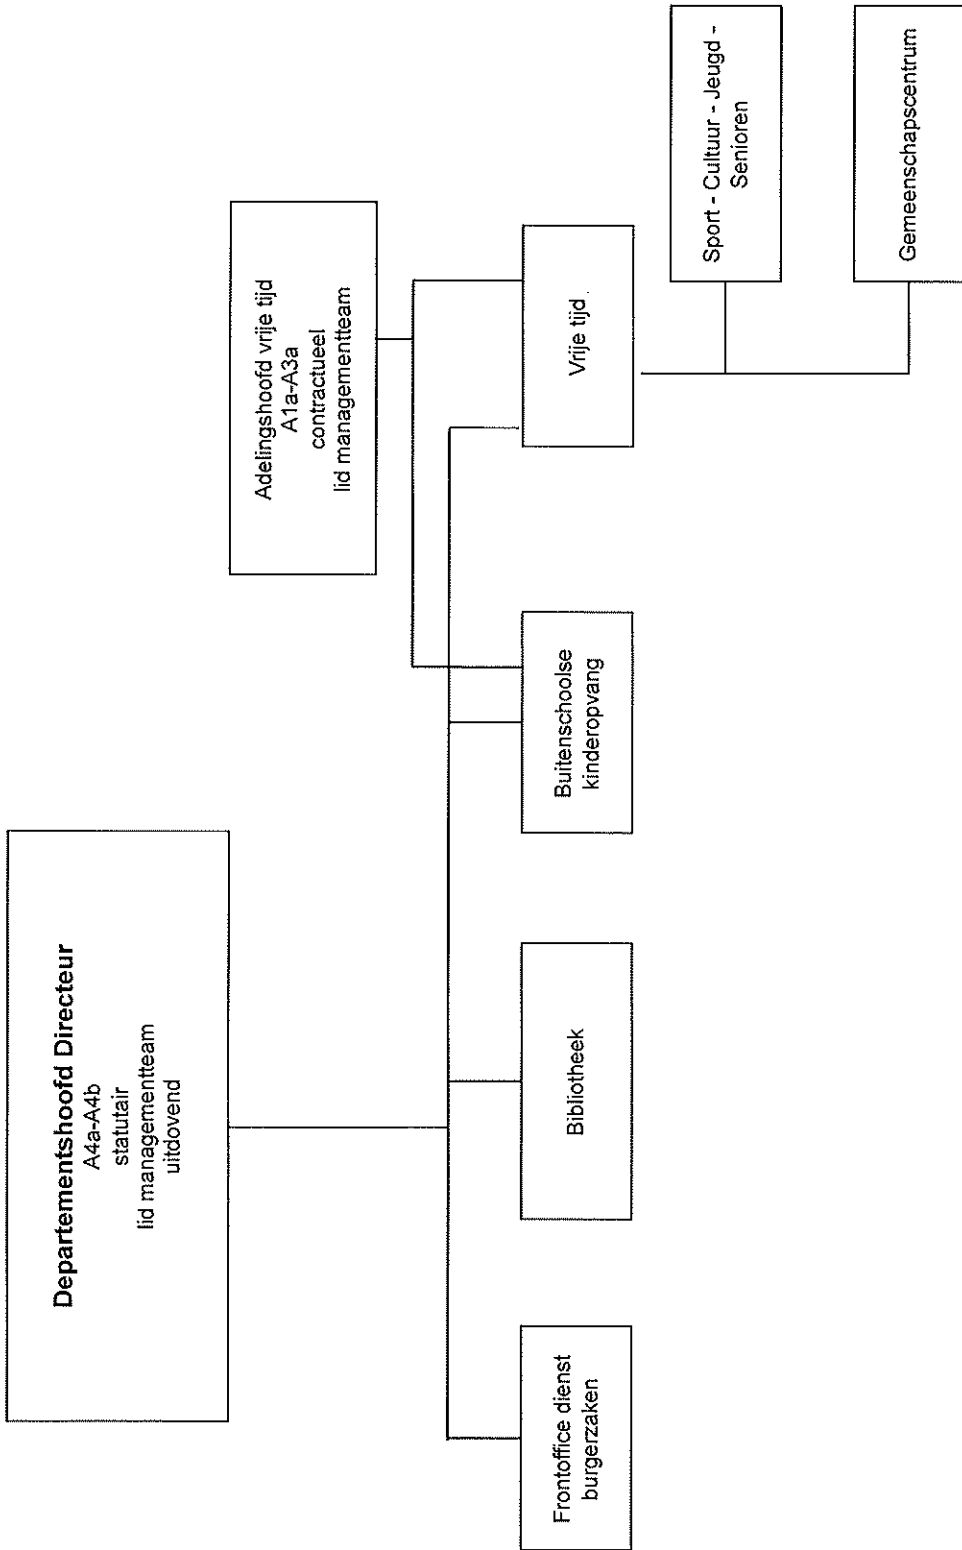 Departementshoofd Directeur
A4a-A4b
statutair
lid managementteam
uitdovend
Adelingshoofd vrije tijd
A1a-A3a
contractueel
lid managementteam
Frontoffice dienst
burgerzaken
Bibliotheek
Buitenschoolse
kinderopvang
Vrije tijd
Sport - Cultuur - Jeugd -
Senioren
Gemeenschapscentrum